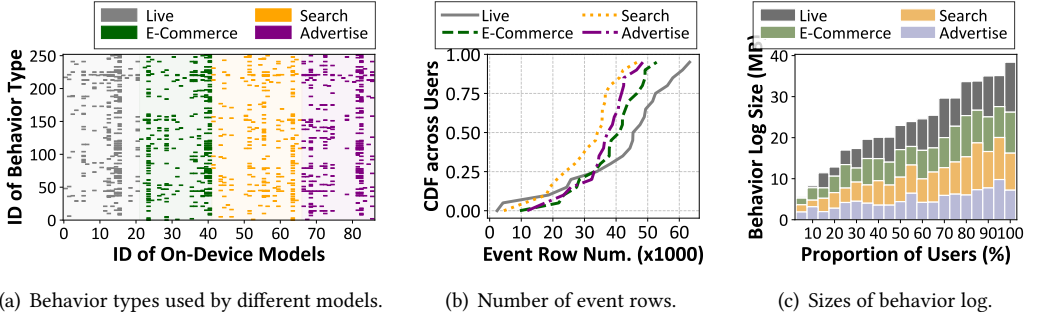 Live Search
E-Commerce Advertise
ID of Behavior Type
250
200
150
100
50
0
0 10 20 30 40 50 60 70 80
ID of On-Device Models
(a) Behavior types used by different models.
Live Search
E-Commerce Advertise
CDF across Users
1.00
0.75
0.50
0.25
0.00
0 10 20 30 40 50 60
Event Row Num. (x1000)
(b) Number of event rows.
Live Search
E-Commerce Advertise
Behavior Log Size (MB)
40
30
20
10
0
10 20 30 40 50 60 70 80 90 100
Proportion of Users (%)
(c) Sizes of behavior log.